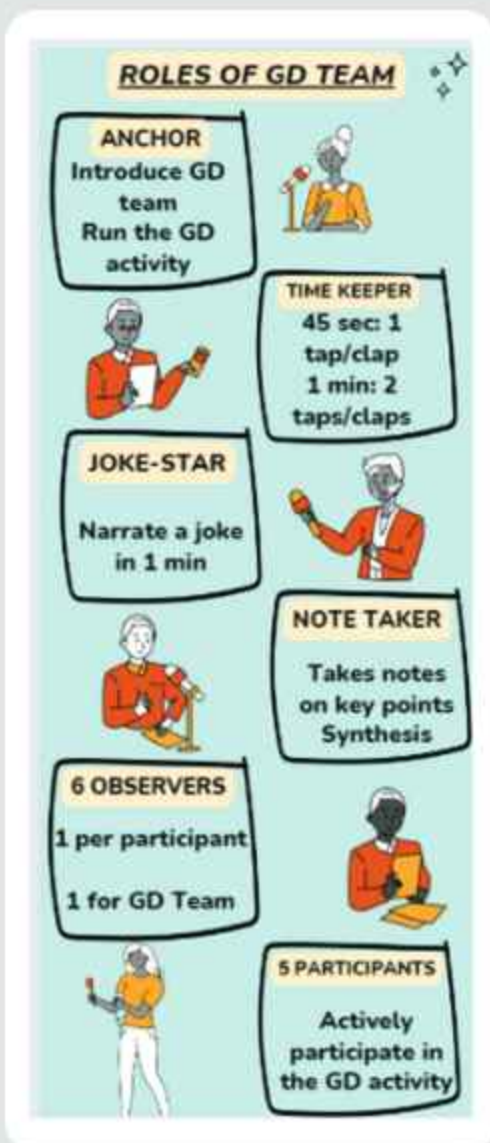 ROLES OF GD TEAM
ANCHOR
Introduce GD
team
Run the GD
activity
TIME KEEPER
45 sec: 1
tap/clap
1 min: 2
taps/claps
JOKE-STAR
Narrate a joke
in 1 min
NOTE TAKER
Takes notes
on key points
Synthesis
6 OBSERVERS
1 per participant
1 for GD Team
5 PARTICIPANTS
Actively
participate in
the GD activity